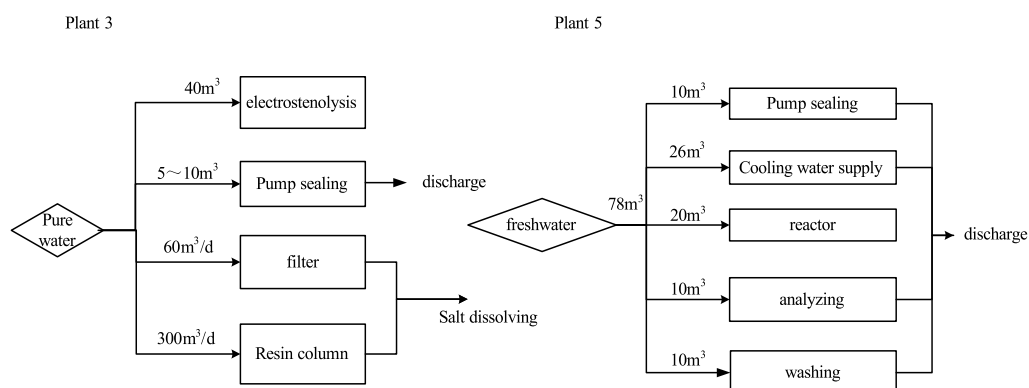 Plant 3
40m³
electrostenolysis
5～10m³
Pump sealing
discharge
Pure
water
60m³/d
filter
Salt dissolving
300m³/d
Resin column
Plant 5
10m³
Pump sealing
26m³
Cooling water supply
78m³
freshwater
20m³
reactor
discharge
10m³
analyzing
10m³
washing